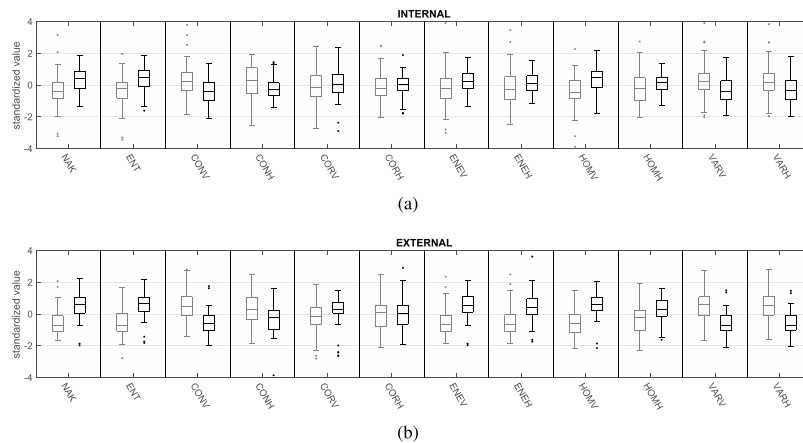 INTERNAL
standardized value
4
2
0
-2
-4
NAK ENT CONV CONH CORV CORH ENEV ENEH HOMV HOMH VARV VARH
(a)
EXTERNAL
standardized value
4
2
0
-2
-4
NAK ENT CONV CONH CORV CORH ENEV ENEH HOMV HOMH VARV VARH
(b)